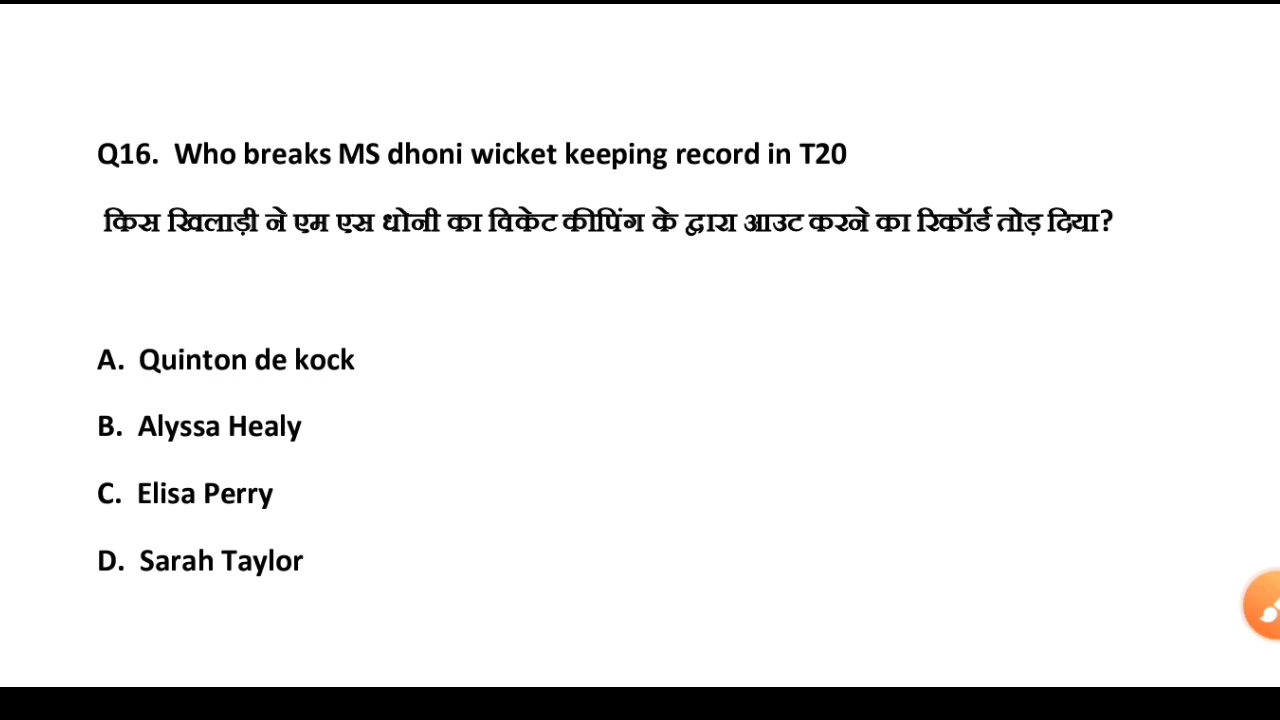 Q16. Who breaks MS dhoni wicket keeping record in T20
किस खिलाड़ी ने एम एस धोनी का विकेट कीपिंग के द्वारा आउट करने का रिकॉर्ड तोड़ दिया?
A. Quinton de kock
B. Alyssa Healy
C. Elisa Perry
D. Sarah Taylor